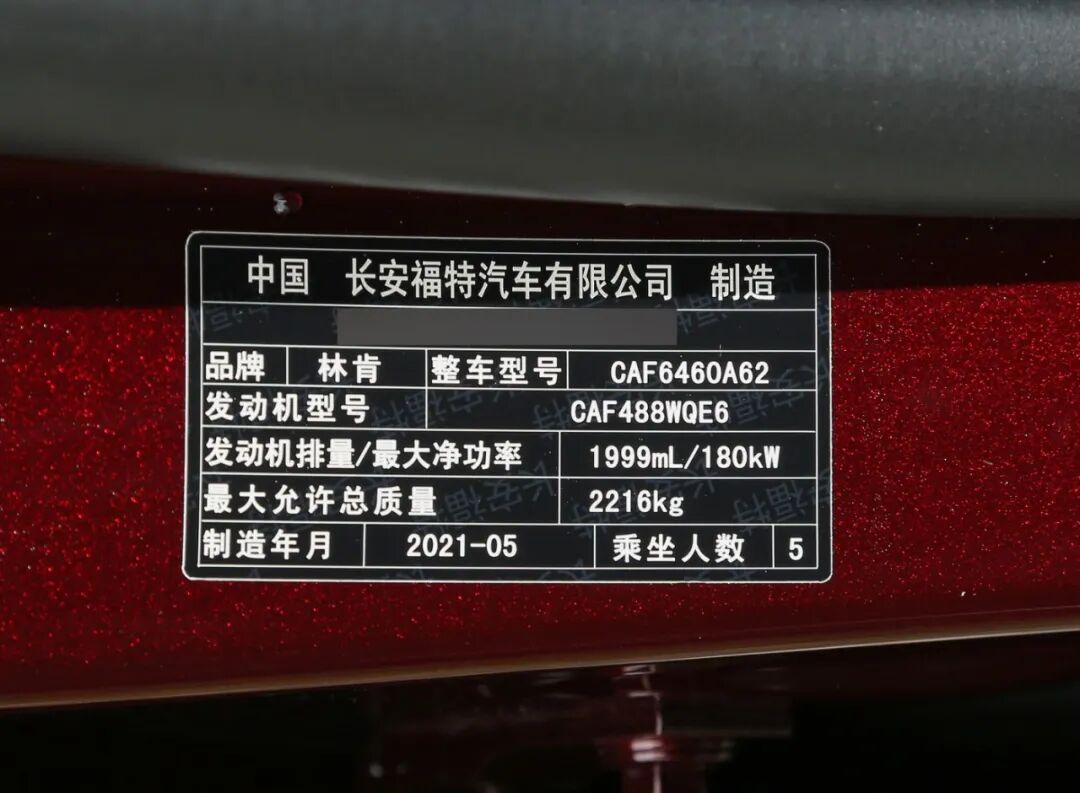 中国 长安福特汽车有限公司 制造
品牌 林肯 整车型号 CAF6460A62
发动机型号 CAF488WQE6
发动机排量/最大净功率 1999mL/180kW
最大允许总质量 2216kg
制造年月 2021-05 乘坐人数 5